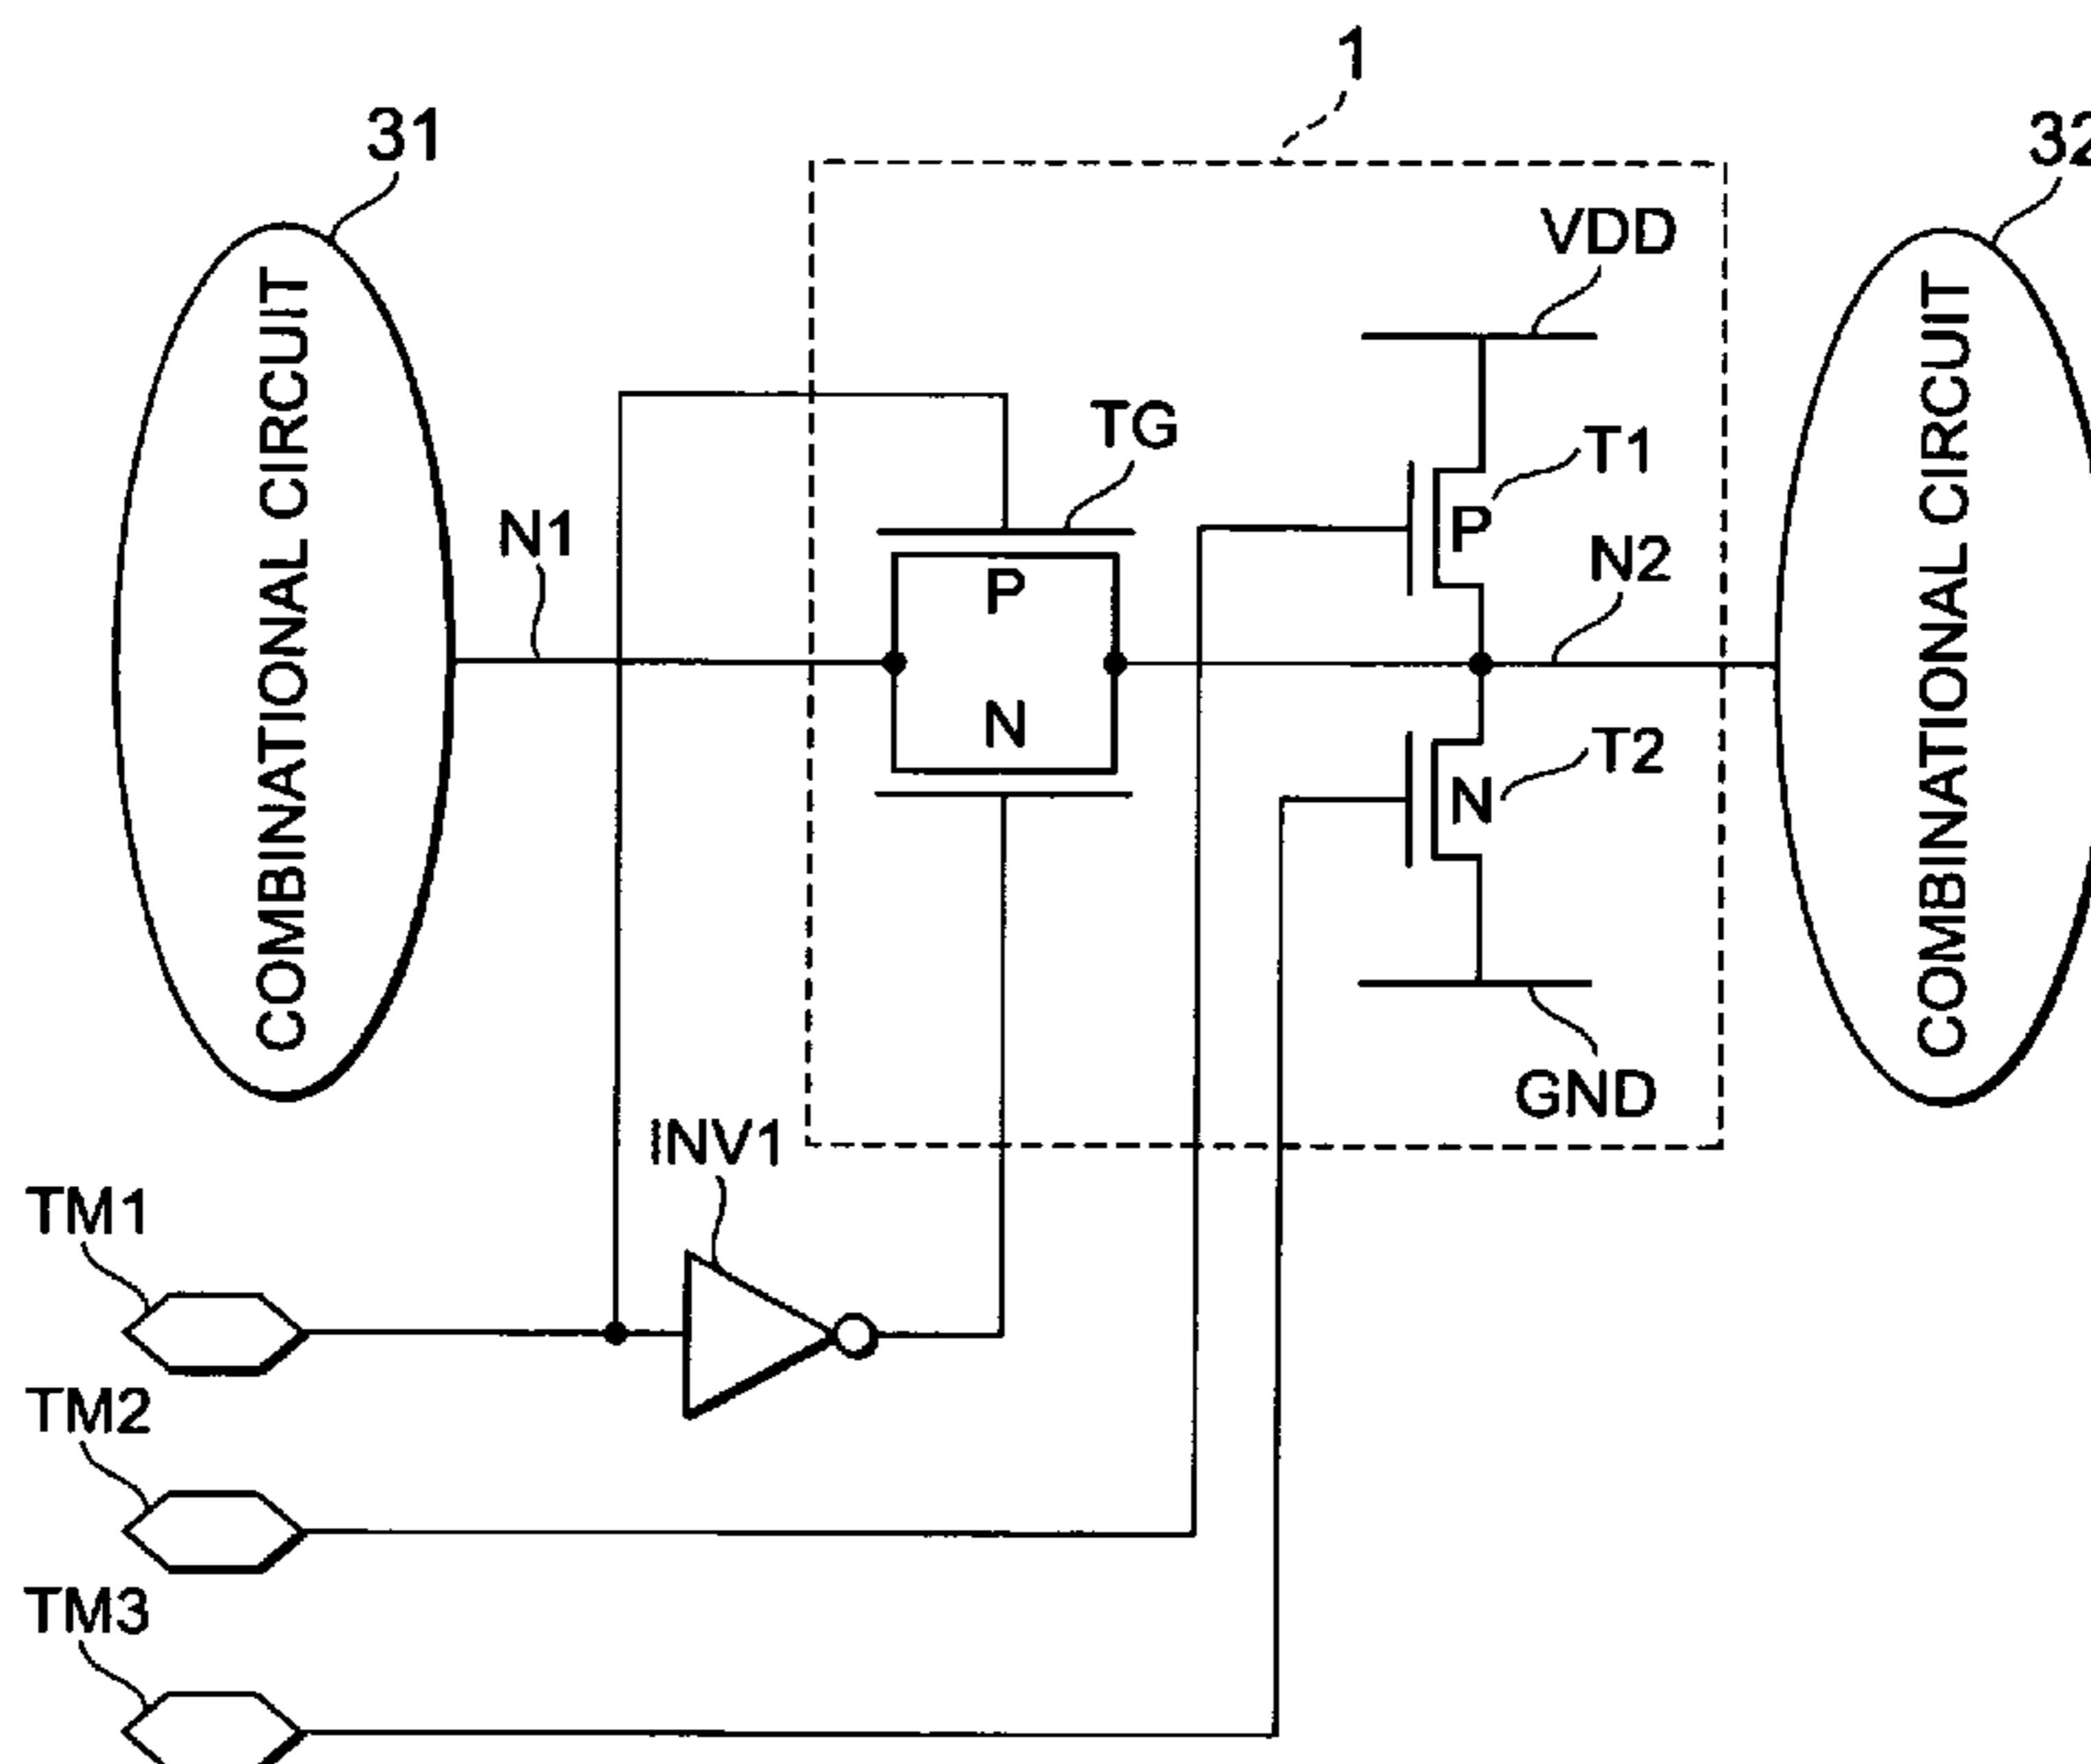 1
31
32
VDD
TG
T1
N1
P
P
N2
COMBINATIONAL CIRCUIT
COMBINATIONAL CIRCUIT
N
T2
N
GND
INV1
TM1
TM2
TM3